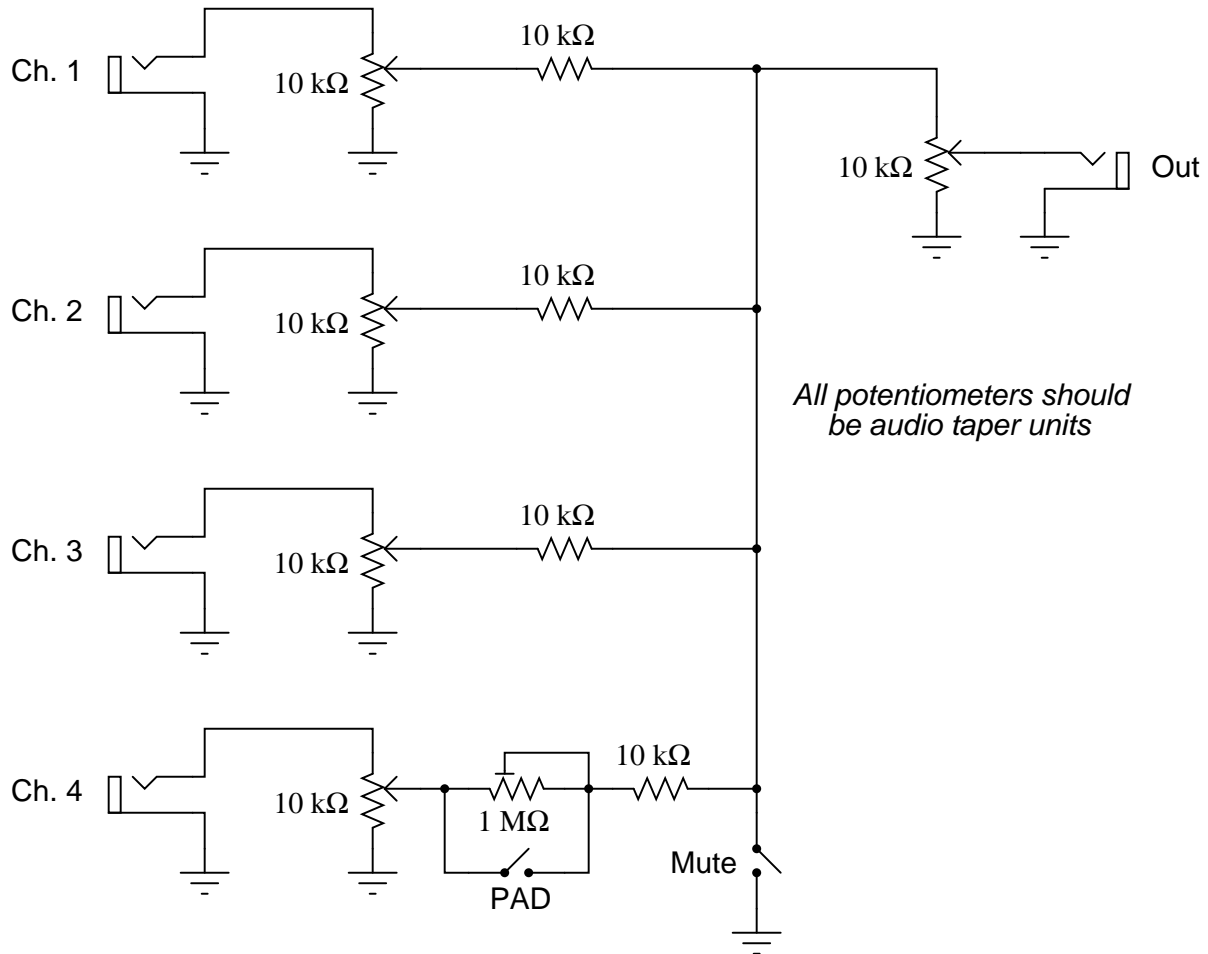 10 kΩ
Ch. 1
10 kΩ
10 kΩ
Out
10 kΩ
Ch. 2
10 kΩ
All potentiometers should
be audio taper units
10 kΩ
Ch. 3
10 kΩ
10 kΩ
Ch. 4
10 kΩ
1 MΩ
Mute
PAD